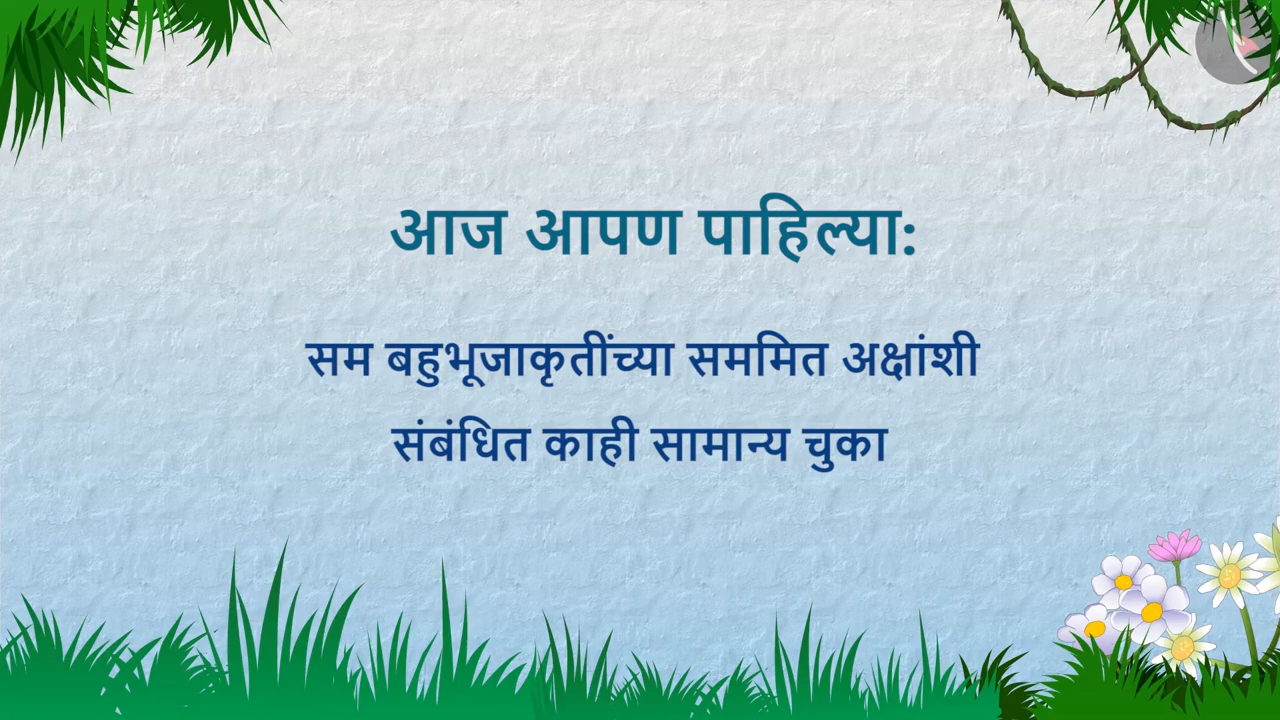 आज आपण पाहिल्या:
सम बहुभूजाकृतींच्या सममित अक्षांशी
संबंधित काही सामान्य चुका